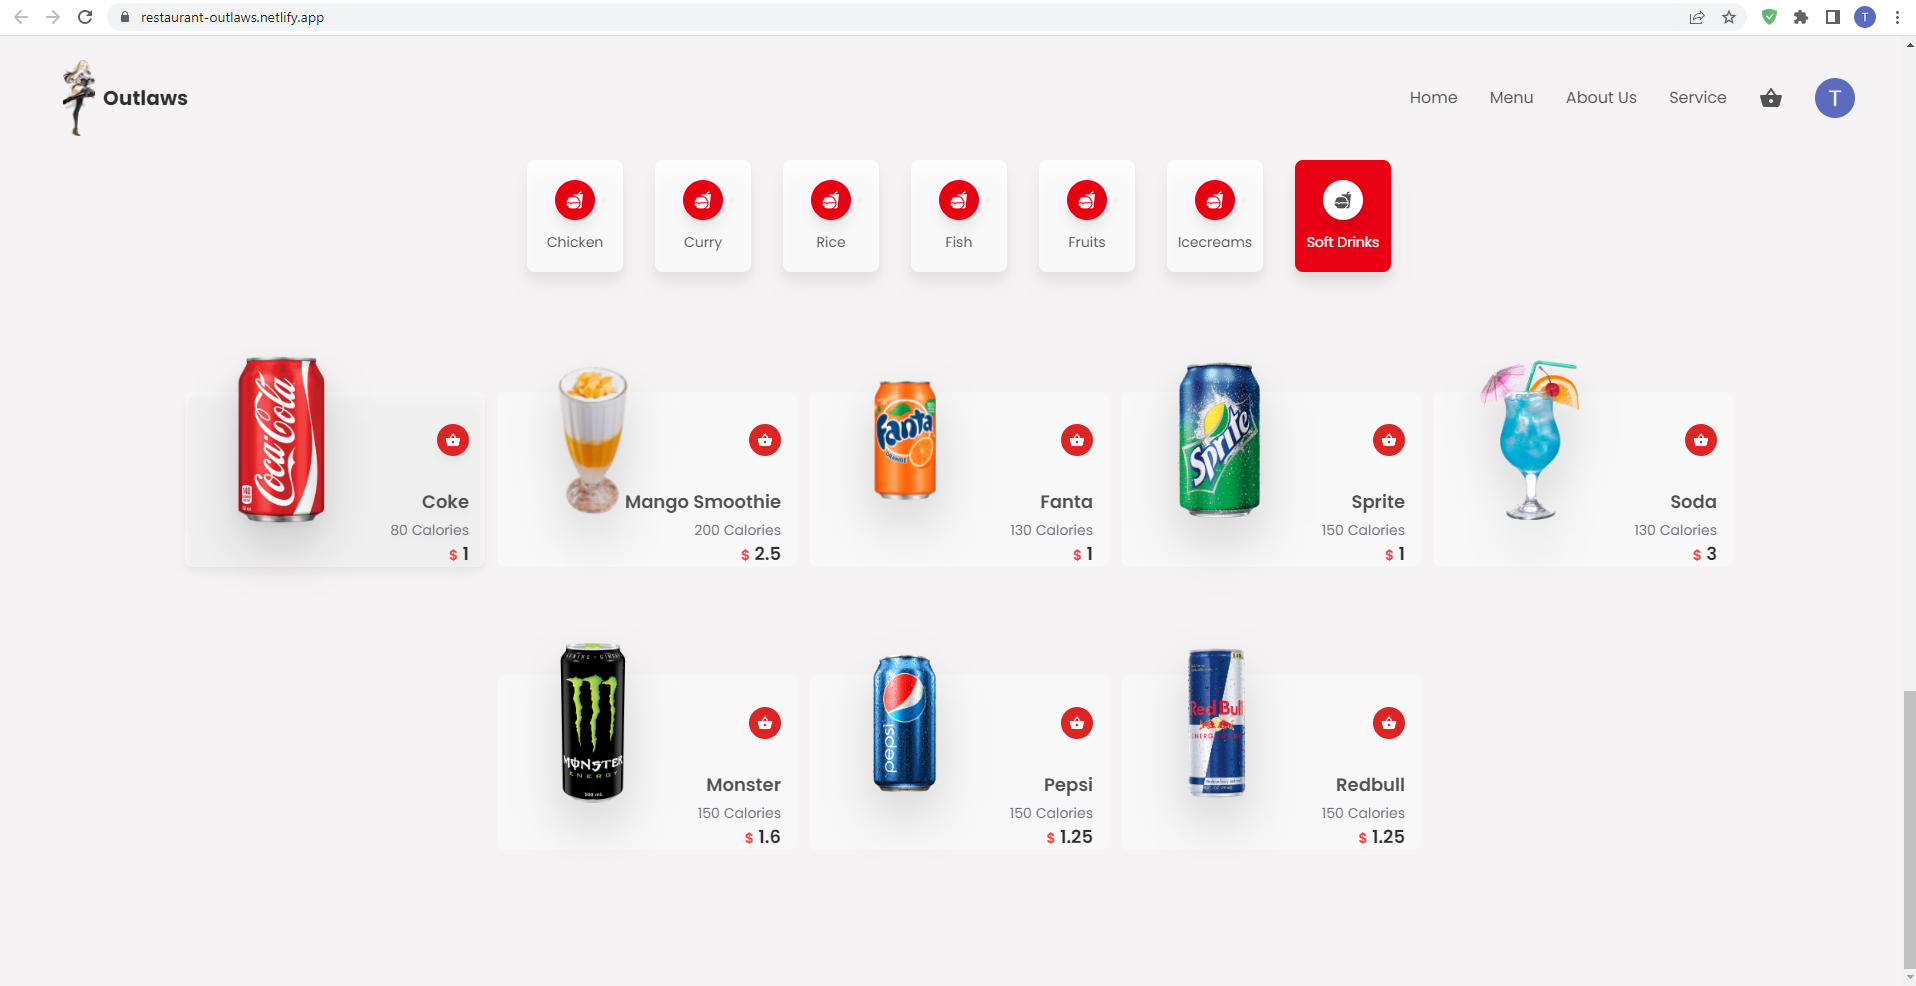 restaurant-outlaws.netlify.app
T
Outlaws
Home
Menu
About Us
Service
T
Chicken
Curry
Rice
Fish
Fruits
Icecreams
Soft Drinks
Coca-Cola
Coke
80 Calories
$ 1
Mango Smoothie
200 Calories
$ 2.5
Fanta
ORANGE
Fanta
130 Calories
$ 1
Sprite
Sprite
150 Calories
$ 1
Soda
130 Calories
$ 3
MONSTER
ENERGY
Monster
150 Calories
$ 1.6
pepsi
Pepsi
150 Calories
$ 1.25
Red Bull
Redbull
150 Calories
$ 1.25